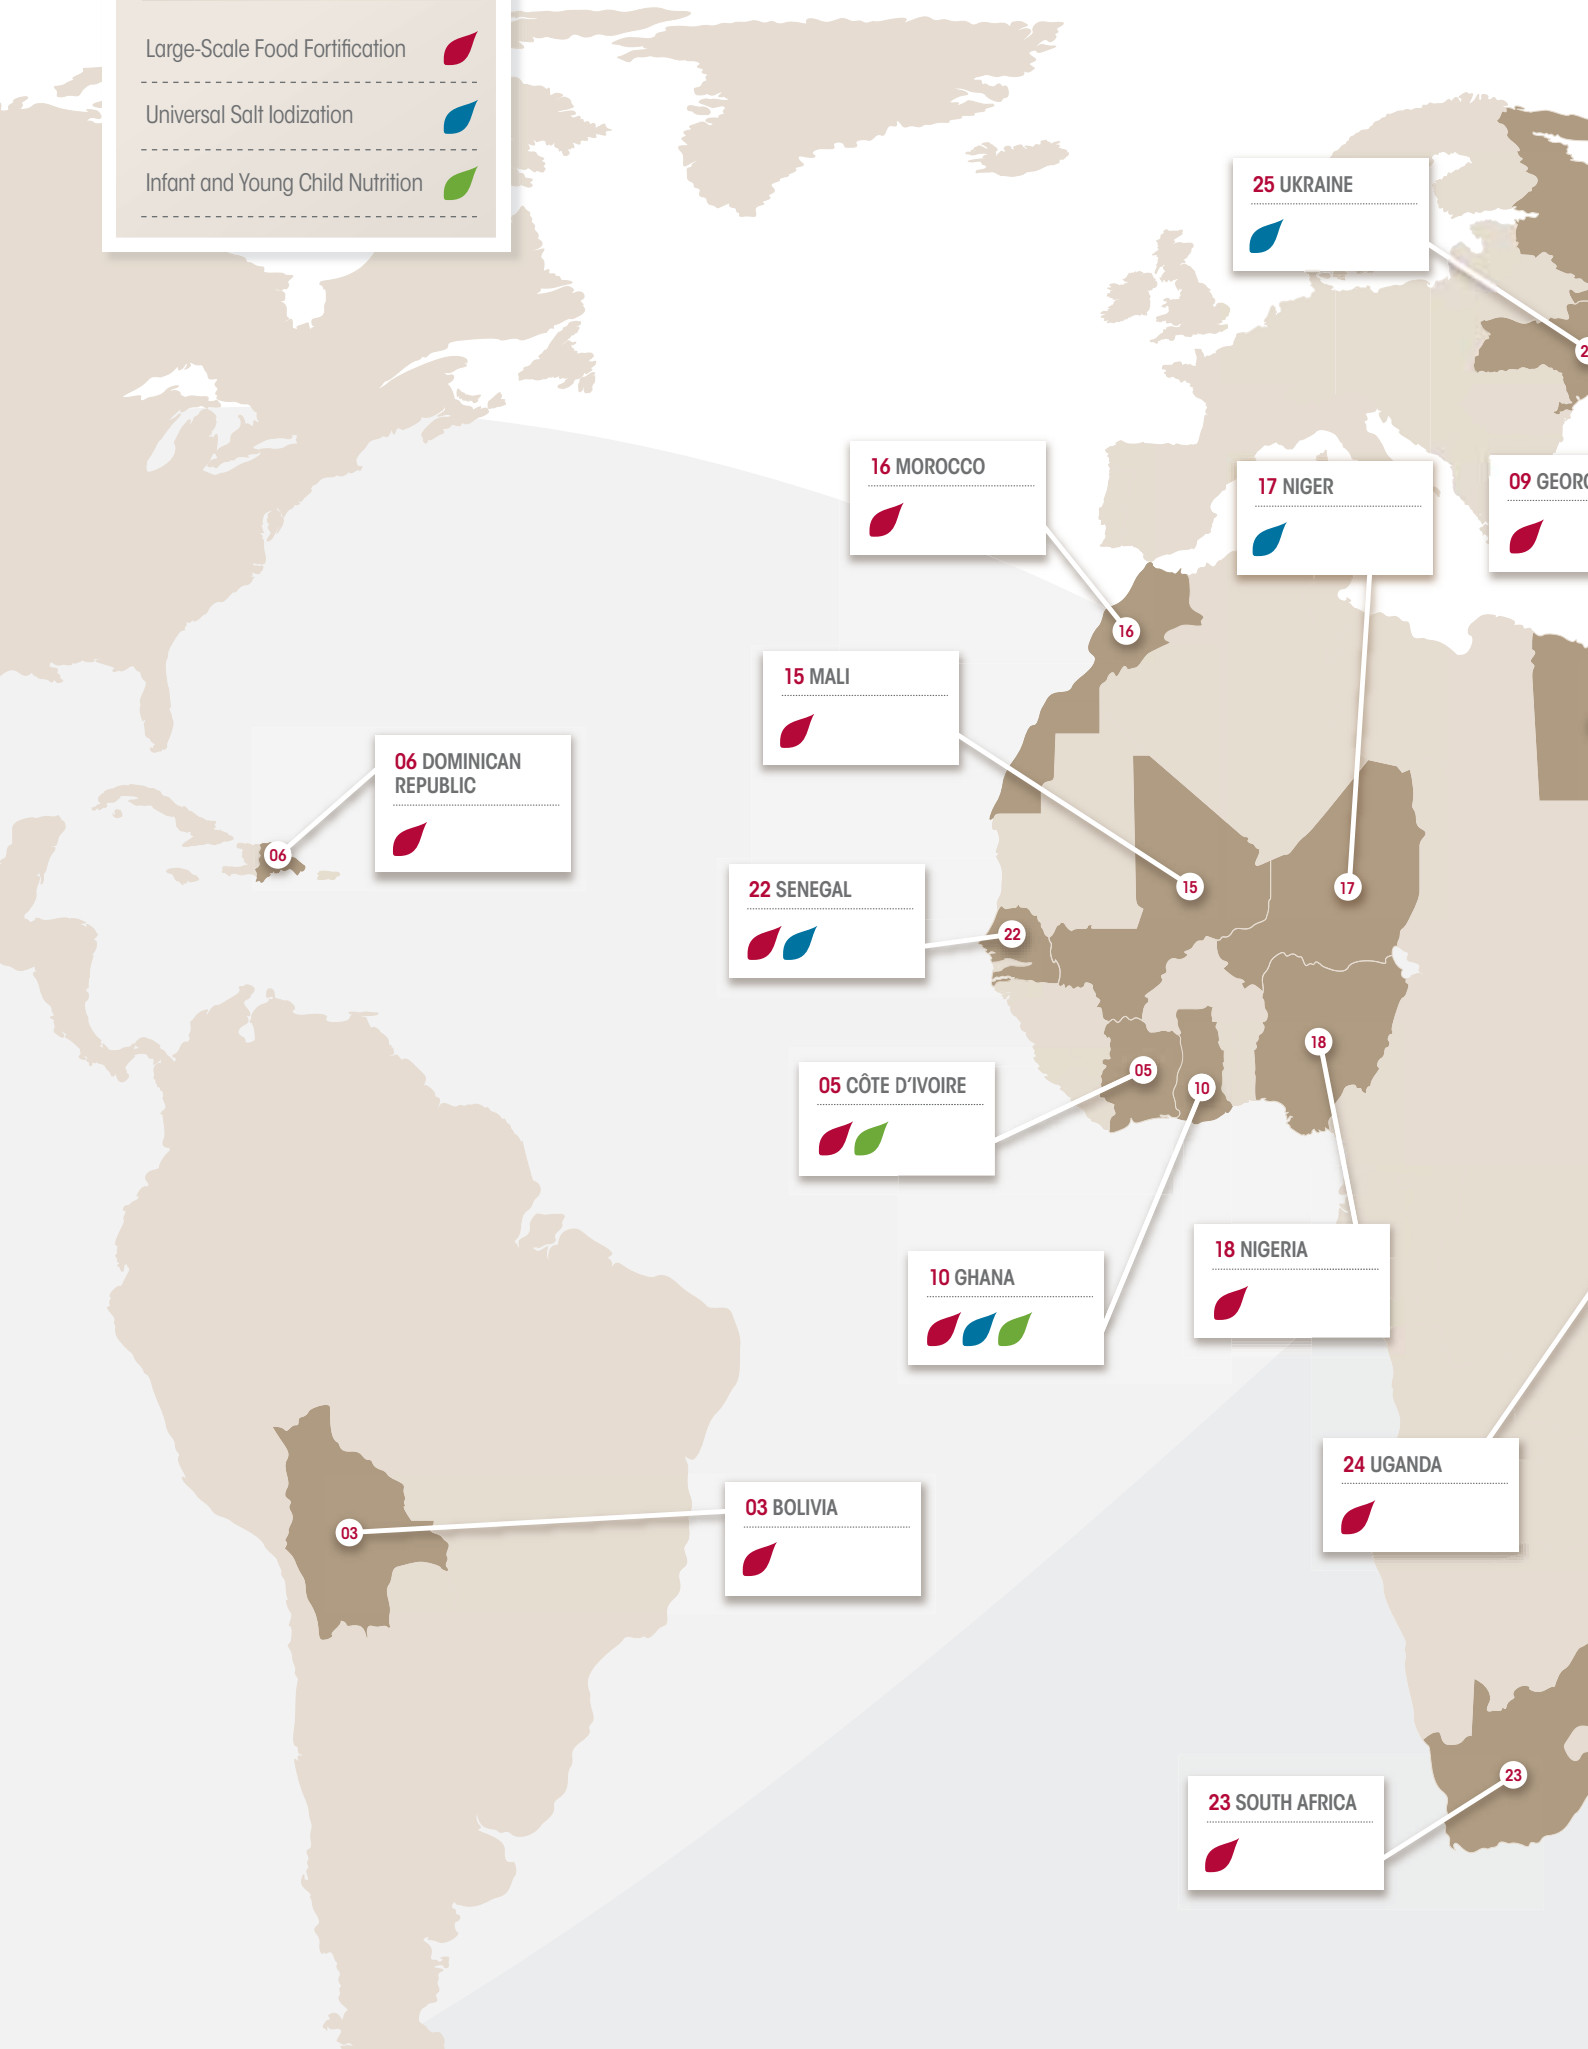 Large-Scale Food Fortification
Universal Salt Iodization
Infant and Young Child Nutrition
25 UKRAINE
16 MOROCCO
17 NIGER
09 GEORG
16
15 MALI
06 DOMINICAN
REPUBLIC
06
22 SENEGAL
15
17
22
18
05 CÔTE D'IVOIRE
05
10
10 GHANA
18 NIGERIA
24 UGANDA
03 BOLIVIA
03
23 SOUTH AFRICA
23